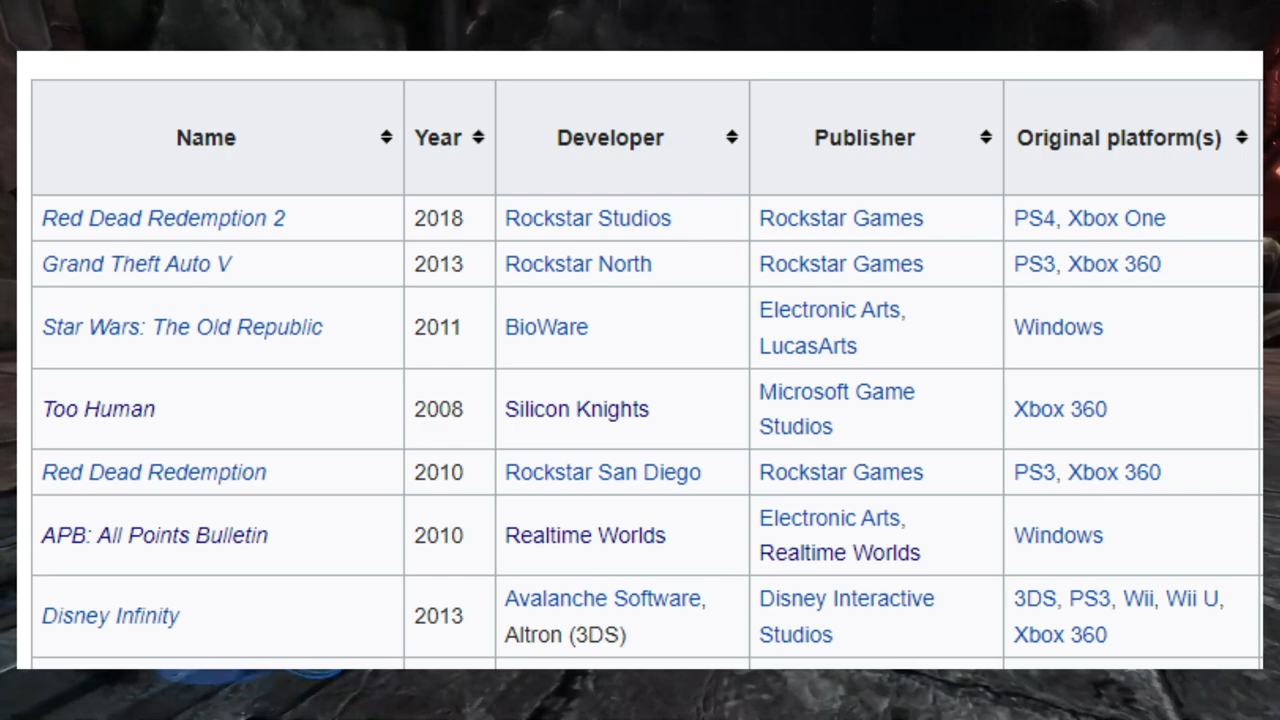 Name Year Developer Publisher Original platform(s)
Red Dead Redemption 2 2018 Rockstar Studios Rockstar Games PS4, Xbox One
Grand Theft Auto V 2013 Rockstar North Rockstar Games PS3, Xbox 360
Star Wars: The Old Republic 2011 BioWare Electronic Arts, LucasArts Windows
Too Human 2008 Silicon Knights Microsoft Game Studios Xbox 360
Red Dead Redemption 2010 Rockstar San Diego Rockstar Games PS3, Xbox 360
APB: All Points Bulletin 2010 Realtime Worlds Electronic Arts, Realtime Worlds Windows
Disney Infinity 2013 Avalanche Software, Altron (3DS) Disney Interactive Studios 3DS, PS3, Wii, Wii U, Xbox 360